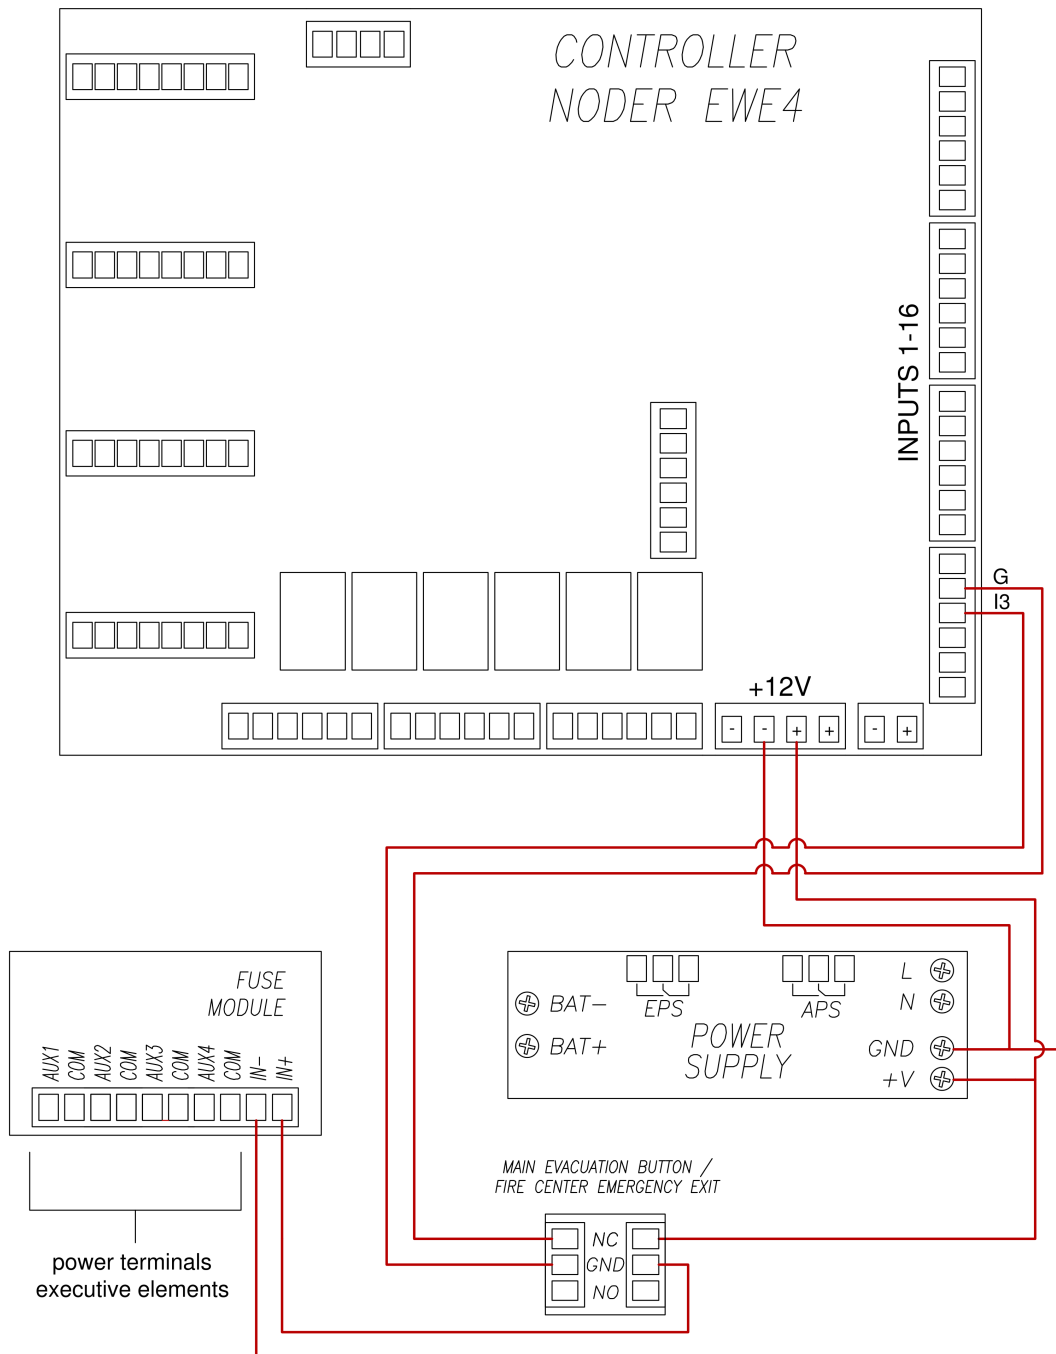 CONTROLLER
NODER EWE4
INPUTS 1-16
G
I3
+12V
- - + +
- +
FUSE
MODULE
AUX1 COM AUX2 COM AUX3 COM AUX4 COM IN- IN+
power terminals
executive elements
BAT-
BAT+
EPS
APS
POWER
SUPPLY
L
N
GND
+V
MAIN EVACUATION BUTTON /
FIRE CENTER EMERGENCY EXIT
NC
GND
NO